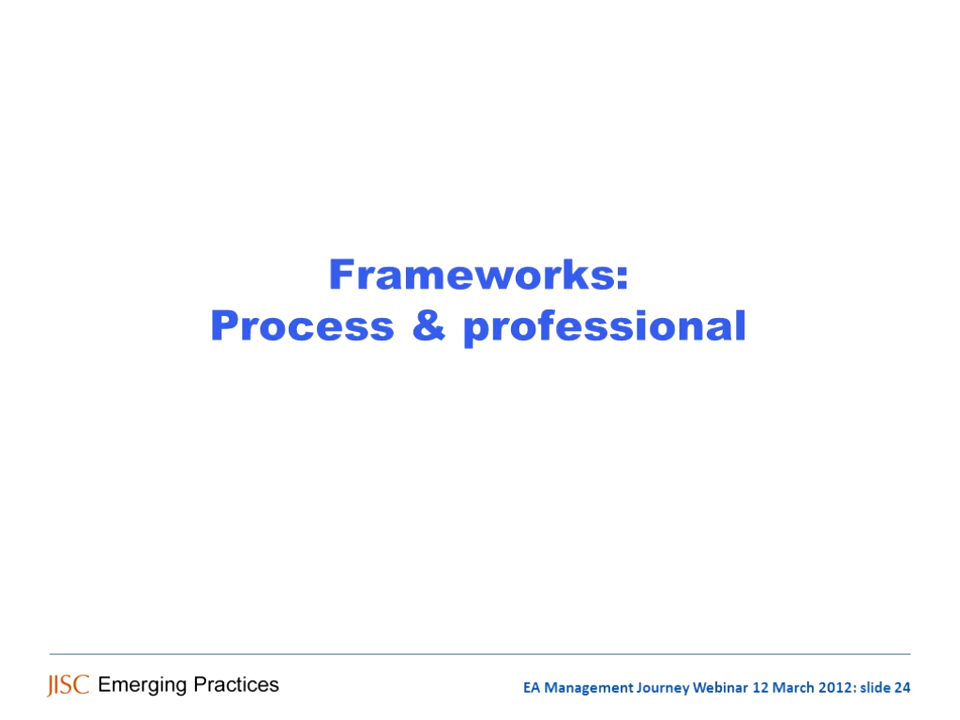 Frameworks:
Process & professional
JISC Emerging Practices
EA Management Journey Webinar 12 March 2012: slide 24